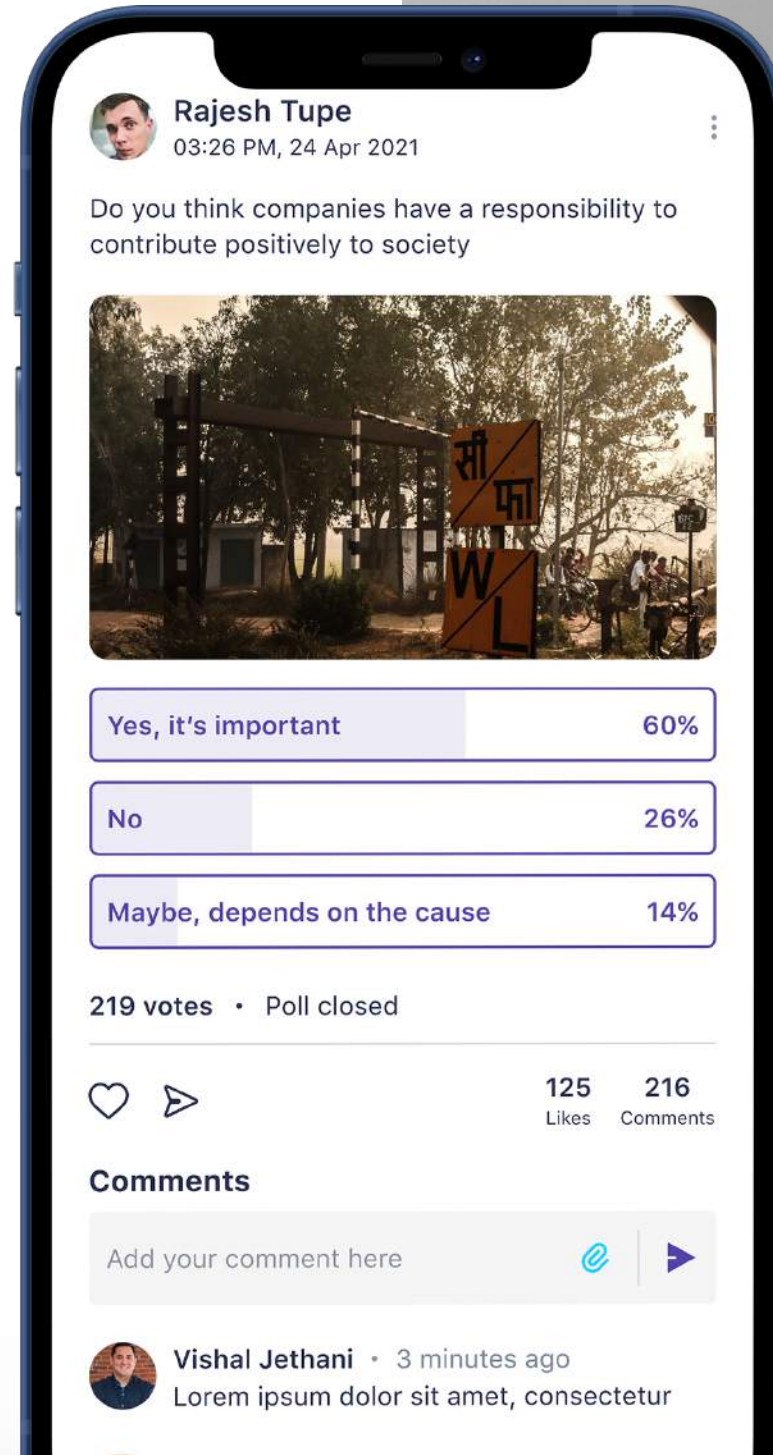 Rajesh Tupe
03:26 PM, 24 Apr 2021
Do you think companies have a responsibility to
contribute positively to society
सी
फा
W
L
Yes, it's important 60%
No 26%
Maybe, depends on the cause 14%
219 votes • Poll closed
125 216
Likes Comments
Comments
Add your comment here
Vishal Jethani • 3 minutes ago
Lorem ipsum dolor sit amet, consectetur